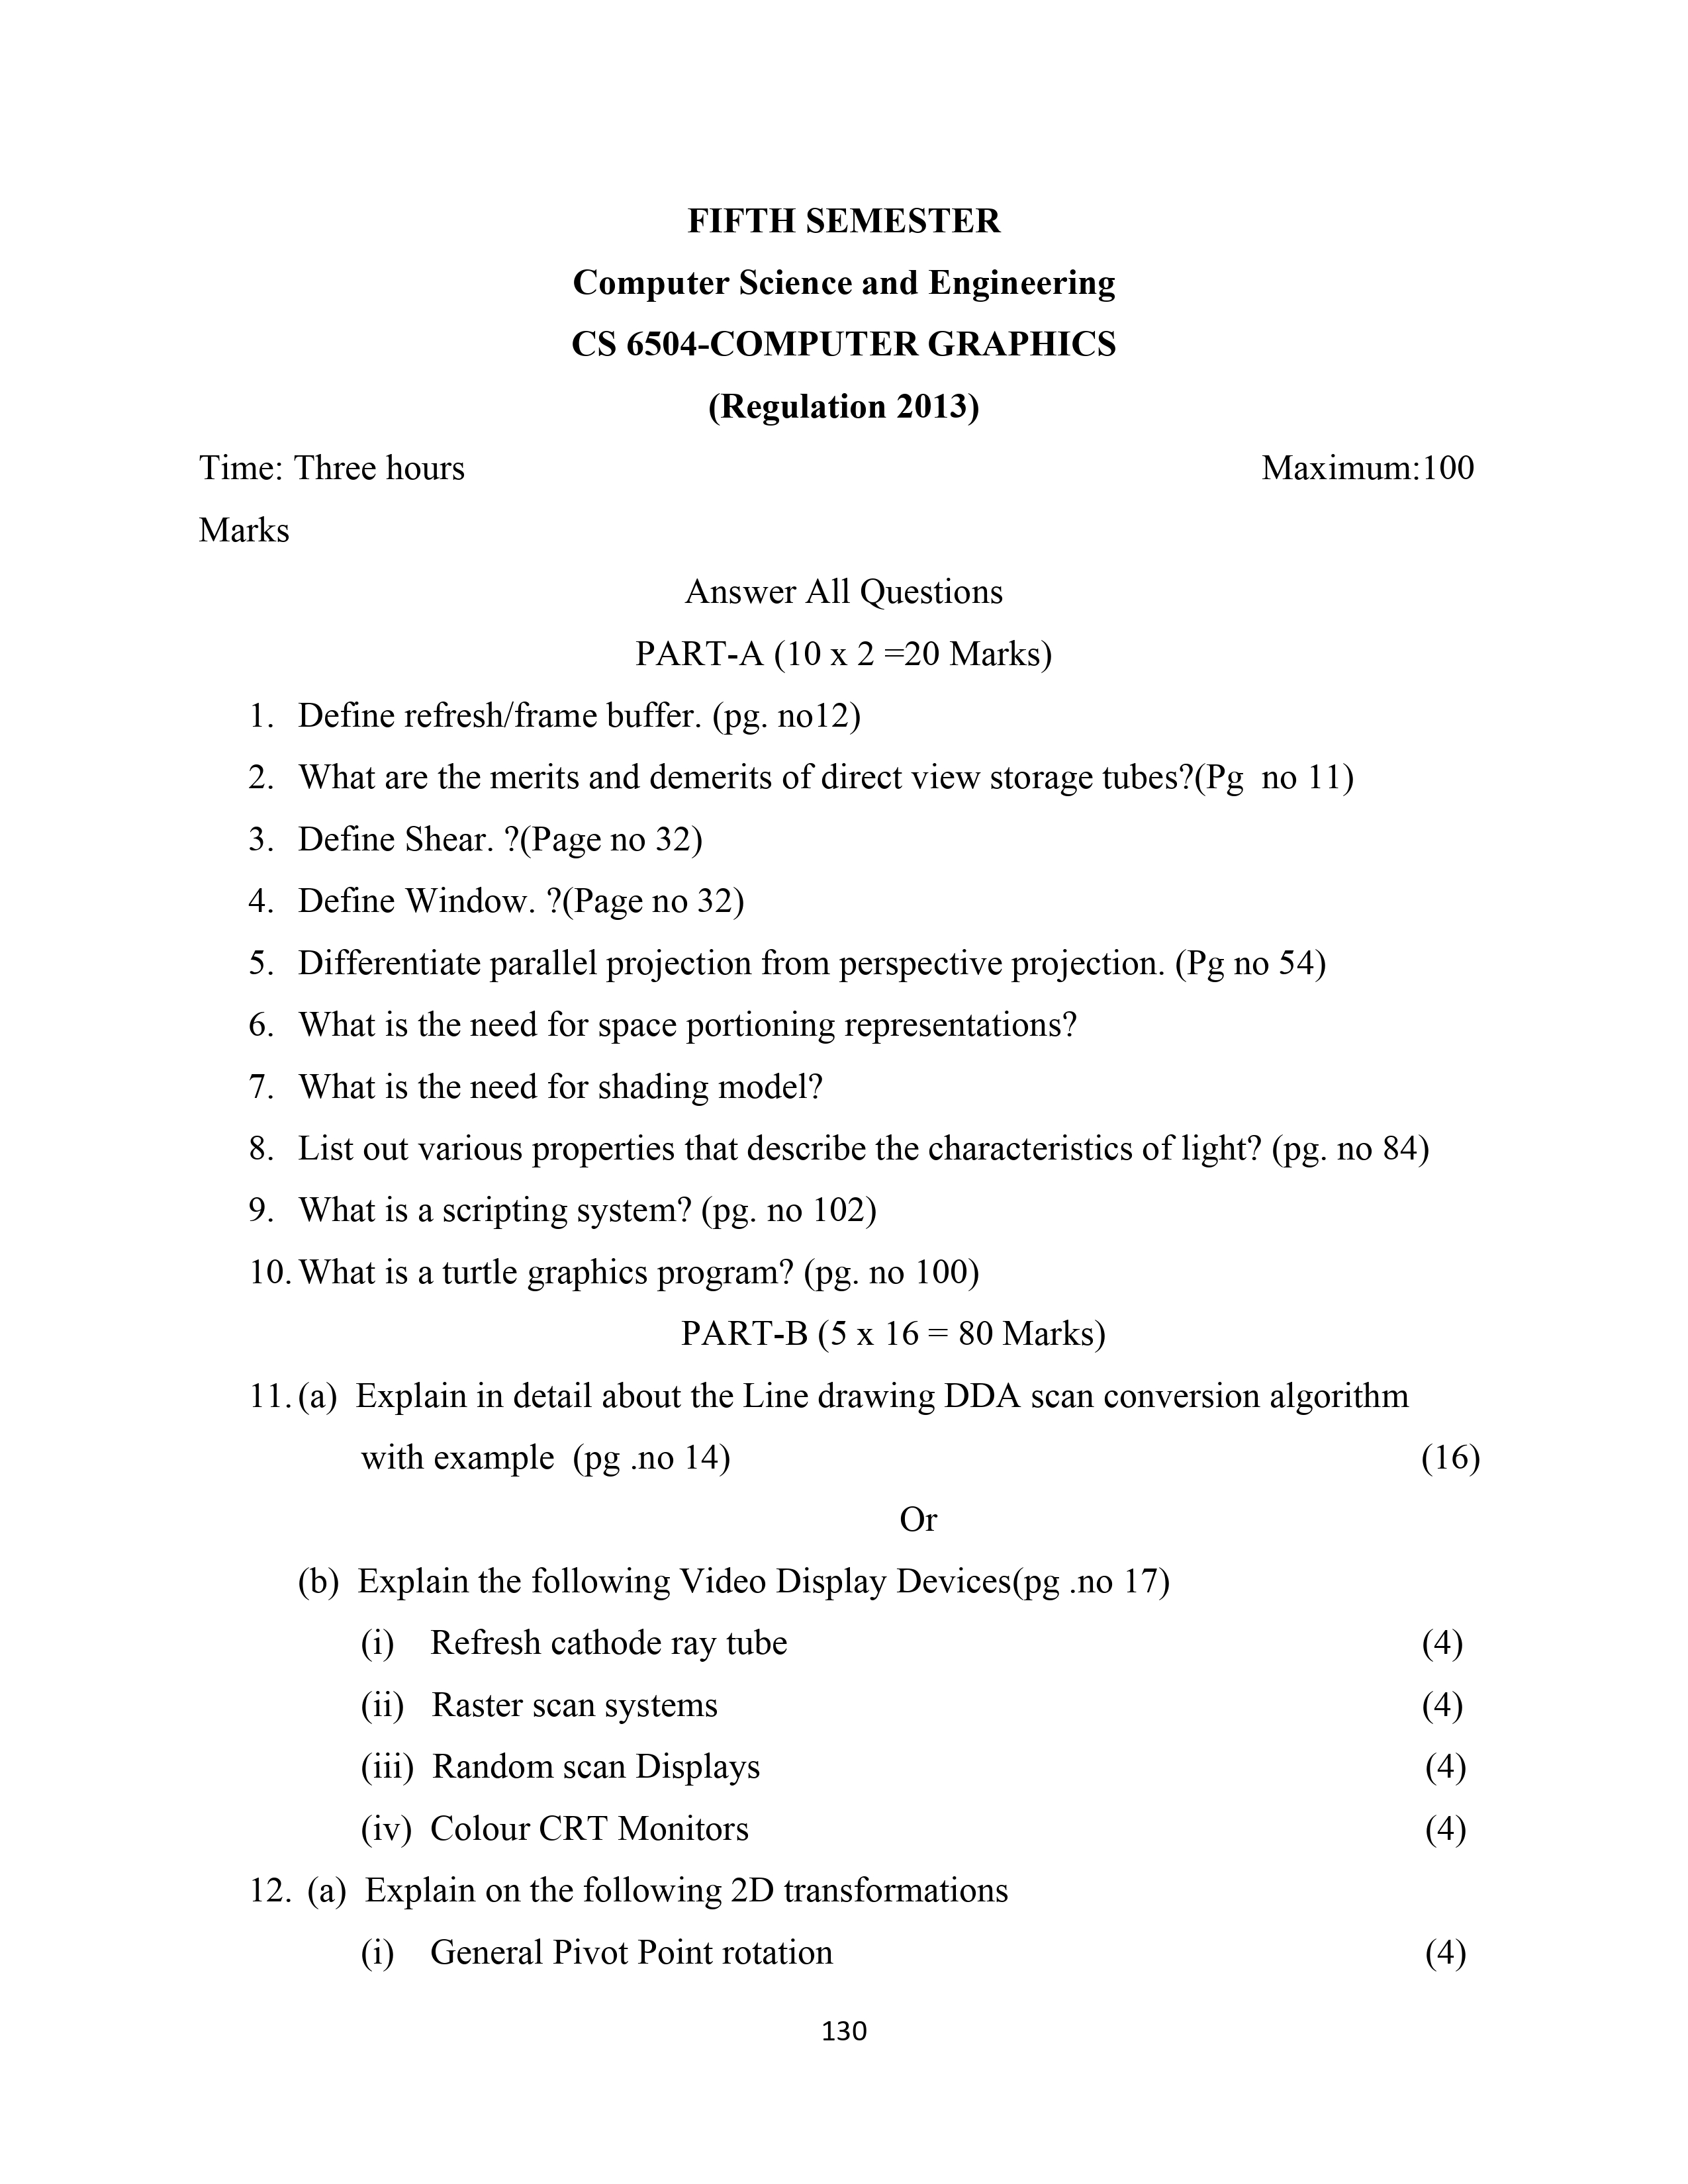 FIFTH SEMESTER
Computer Science and Engineering
CS 6504-COMPUTER GRAPHICS
(Regulation 2013)
Time: Three hours Maximum:100
Marks
Answer All Questions
PART-A (10 x 2 =20 Marks)
1. Define refresh/frame buffer. (pg. no12)
2. What are the merits and demerits of direct view storage tubes?(Pg no 11)
3. Define Shear. ?(Page no 32)
4. Define Window. ?(Page no 32)
5. Differentiate parallel projection from perspective projection. (Pg no 54)
6. What is the need for space portioning representations?
7. What is the need for shading model?
8. List out various properties that describe the characteristics of light? (pg. no 84)
9. What is a scripting system? (pg. no 102)
10. What is a turtle graphics program? (pg. no 100)
PART-B (5 x 16 = 80 Marks)
11. (a) Explain in detail about the Line drawing DDA scan conversion algorithm
with example (pg .no 14) (16)
Or
(b) Explain the following Video Display Devices(pg .no 17)
(i) Refresh cathode ray tube (4)
(ii) Raster scan systems (4)
(iii) Random scan Displays (4)
(iv) Colour CRT Monitors (4)
12. (a) Explain on the following 2D transformations
(i) General Pivot Point rotation (4)
130